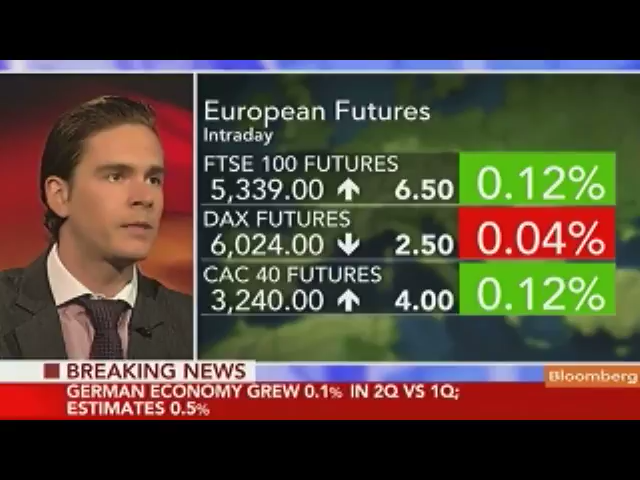 European Futures
Intraday
FTSE 100 FUTURES
5,339.00 ↑ 6.50 0.12%
DAX FUTURES
6,024.00 ↓ 2.50 0.04%
CAC 40 FUTURES
3,240.00 ↑ 4.00 0.12%
BREAKING NEWS
Bloomberg
GERMAN ECONOMY GREW 0.1% IN 2Q VS 1Q;
ESTIMATES 0.5%